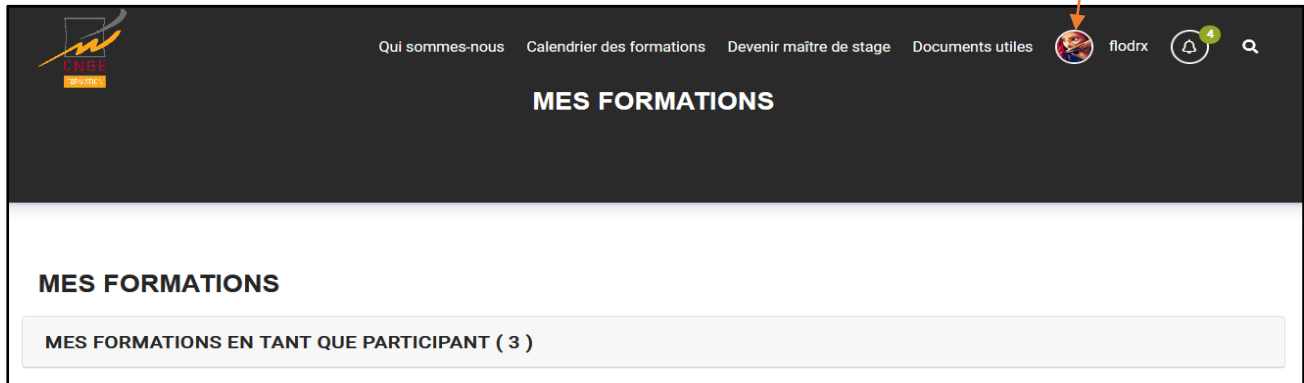 CNGE
FORMATION
Qui sommes-nous Calendrier des formations Devenir maître de stage Documents utiles flodrx 4
MES FORMATIONS
MES FORMATIONS
MES FORMATIONS EN TANT QUE PARTICIPANT ( 3 )